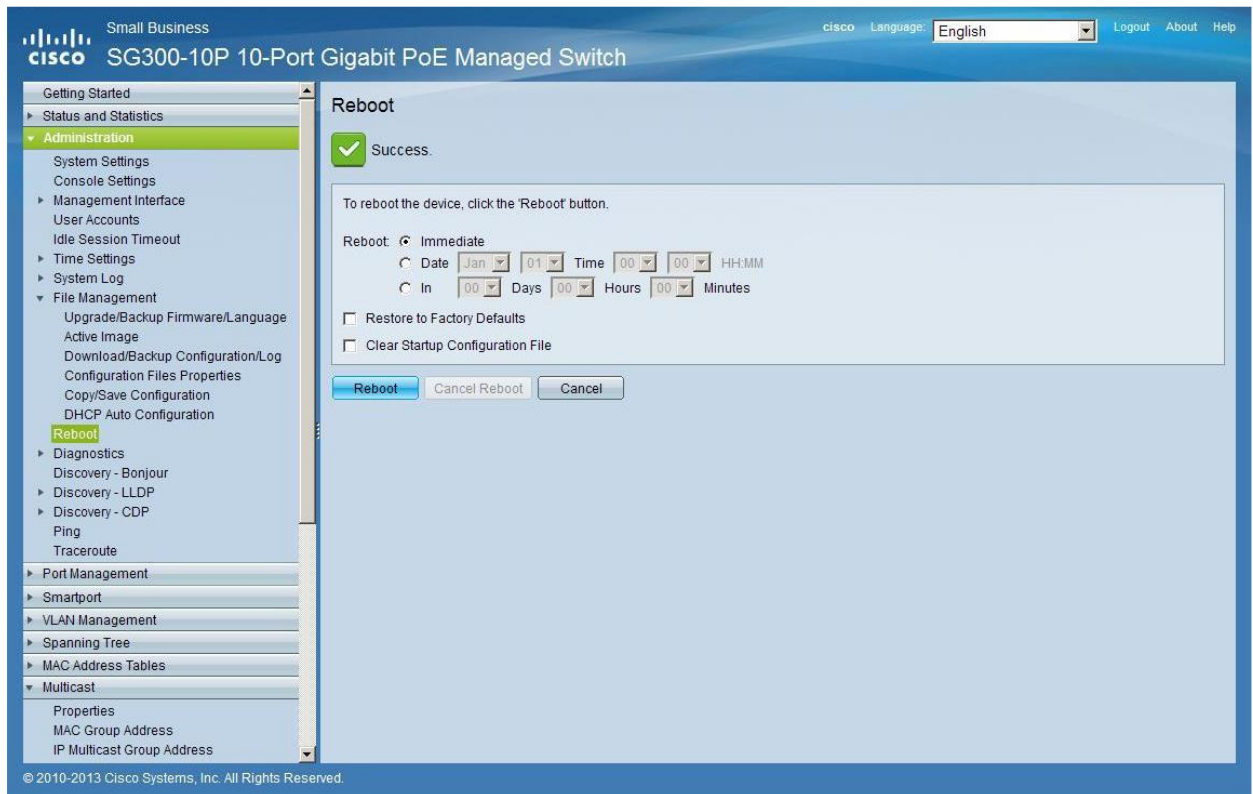 Small Business
cisco Language: English Logout About Help
CISCO SG300-10P 10-Port Gigabit PoE Managed Switch
Getting Started
Status and Statistics
Administration
System Settings
Console Settings
Management Interface
User Accounts
Idle Session Timeout
Time Settings
System Log
File Management
Upgrade/Backup Firmware/Language
Active Image
Download/Backup Configuration/Log
Configuration Files Properties
Copy/Save Configuration
DHCP Auto Configuration
Reboot
Diagnostics
Discovery - Bonjour
Discovery - LLDP
Discovery - CDP
Ping
Traceroute
Port Management
Smartport
VLAN Management
Spanning Tree
MAC Address Tables
Multicast
Properties
MAC Group Address
IP Multicast Group Address
Reboot
Success.
To reboot the device, click the 'Reboot' button.
Reboot: Immediate
Date Jan 01 Time 00 00 HH:MM
In 00 Days 00 Hours 00 Minutes
Restore to Factory Defaults
Clear Startup Configuration File
Reboot Cancel Reboot Cancel
© 2010-2013 Cisco Systems, Inc. All Rights Reserved.